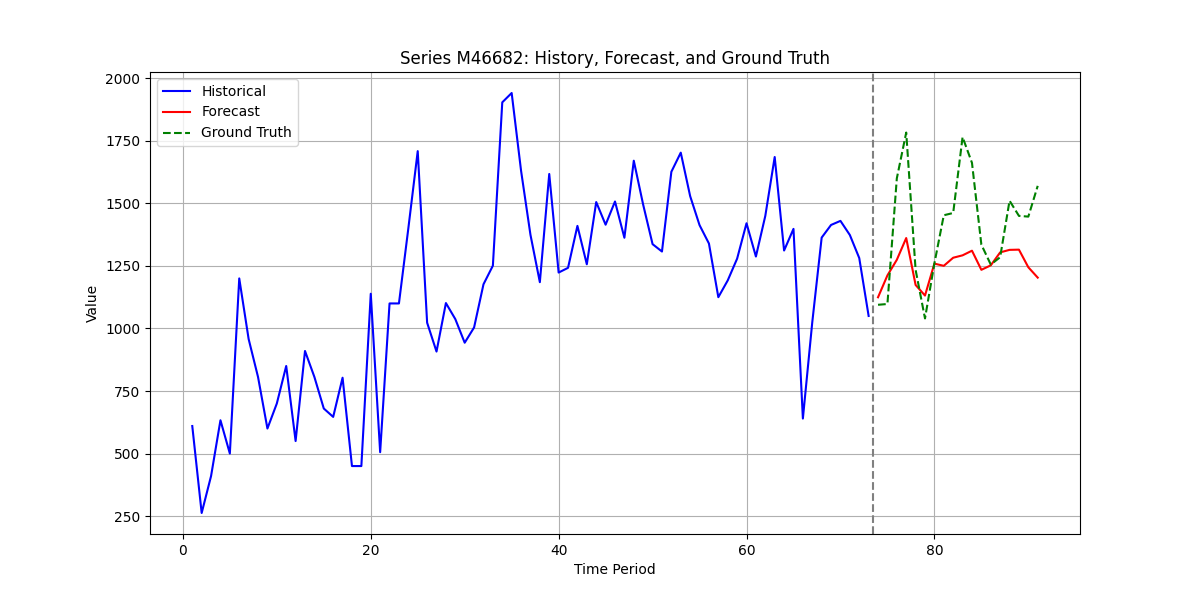 Series M46682: History, Forecast, and Ground Truth
Historical
Forecast
Ground Truth
2000
1750
1500
1250
1000
750
500
250
Value
0 20 40 60 80
Time Period